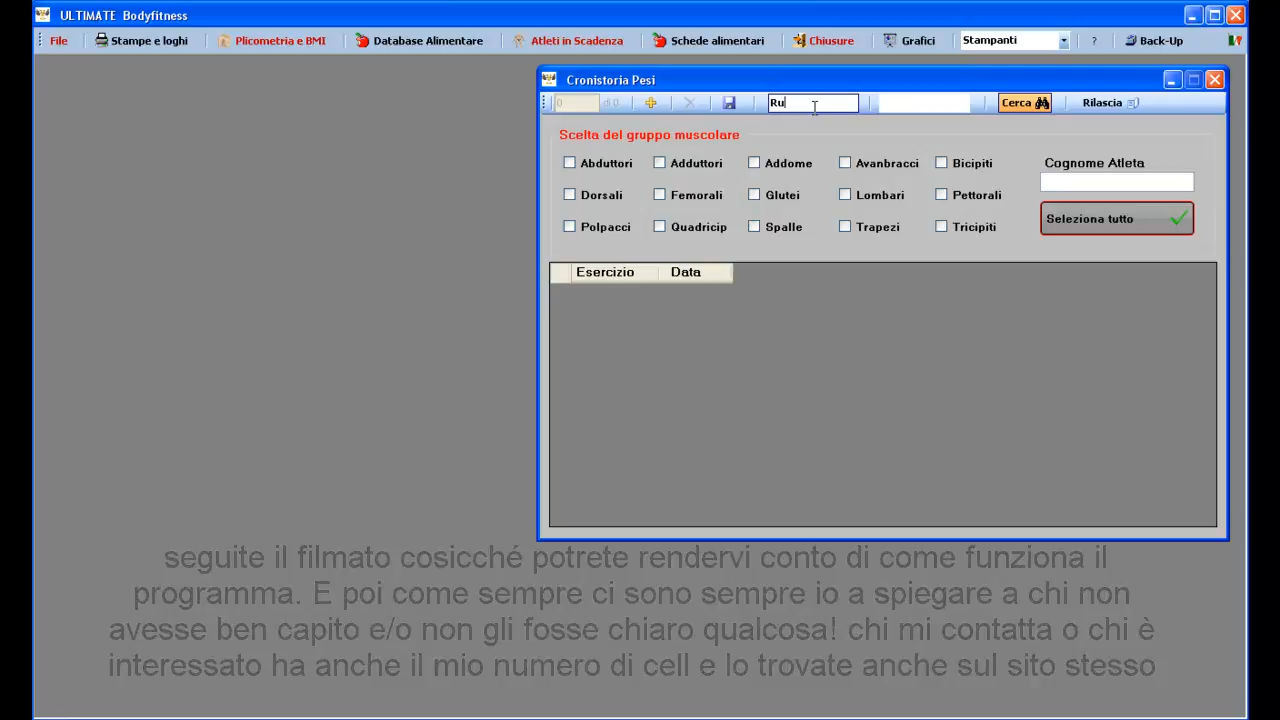 ULTIMATE Bodyfitness
File Stampe e loghi Plicometria e BMI Database Alimentare Atleti in Scadenza Schede alimentari Chiusure Grafici Stampanti ? Back-Up
Cronistoria Pesi
0 di 0 Ru Cerca Rilascia
Scelta del gruppo muscolare
Abduttori Adduttori Addome Avanbracci Bicipiti Cognome Atleta
Dorsali Femorali Glutei Lombari Pettorali
Seleziona tutto
Polpacci Quadricip Spalle Trapezi Tricipiti
Esercizio Data
seguite il filmato cosicché potrete rendervi conto di come funziona il
programma. E poi come sempre ci sono sempre io a spiegare a chi non
avesse ben capito e/o non gli fosse chiaro qualcosa! chi mi contatta o chi è
interessato ha anche il mio numero di cell e lo trovate anche sul sito stesso